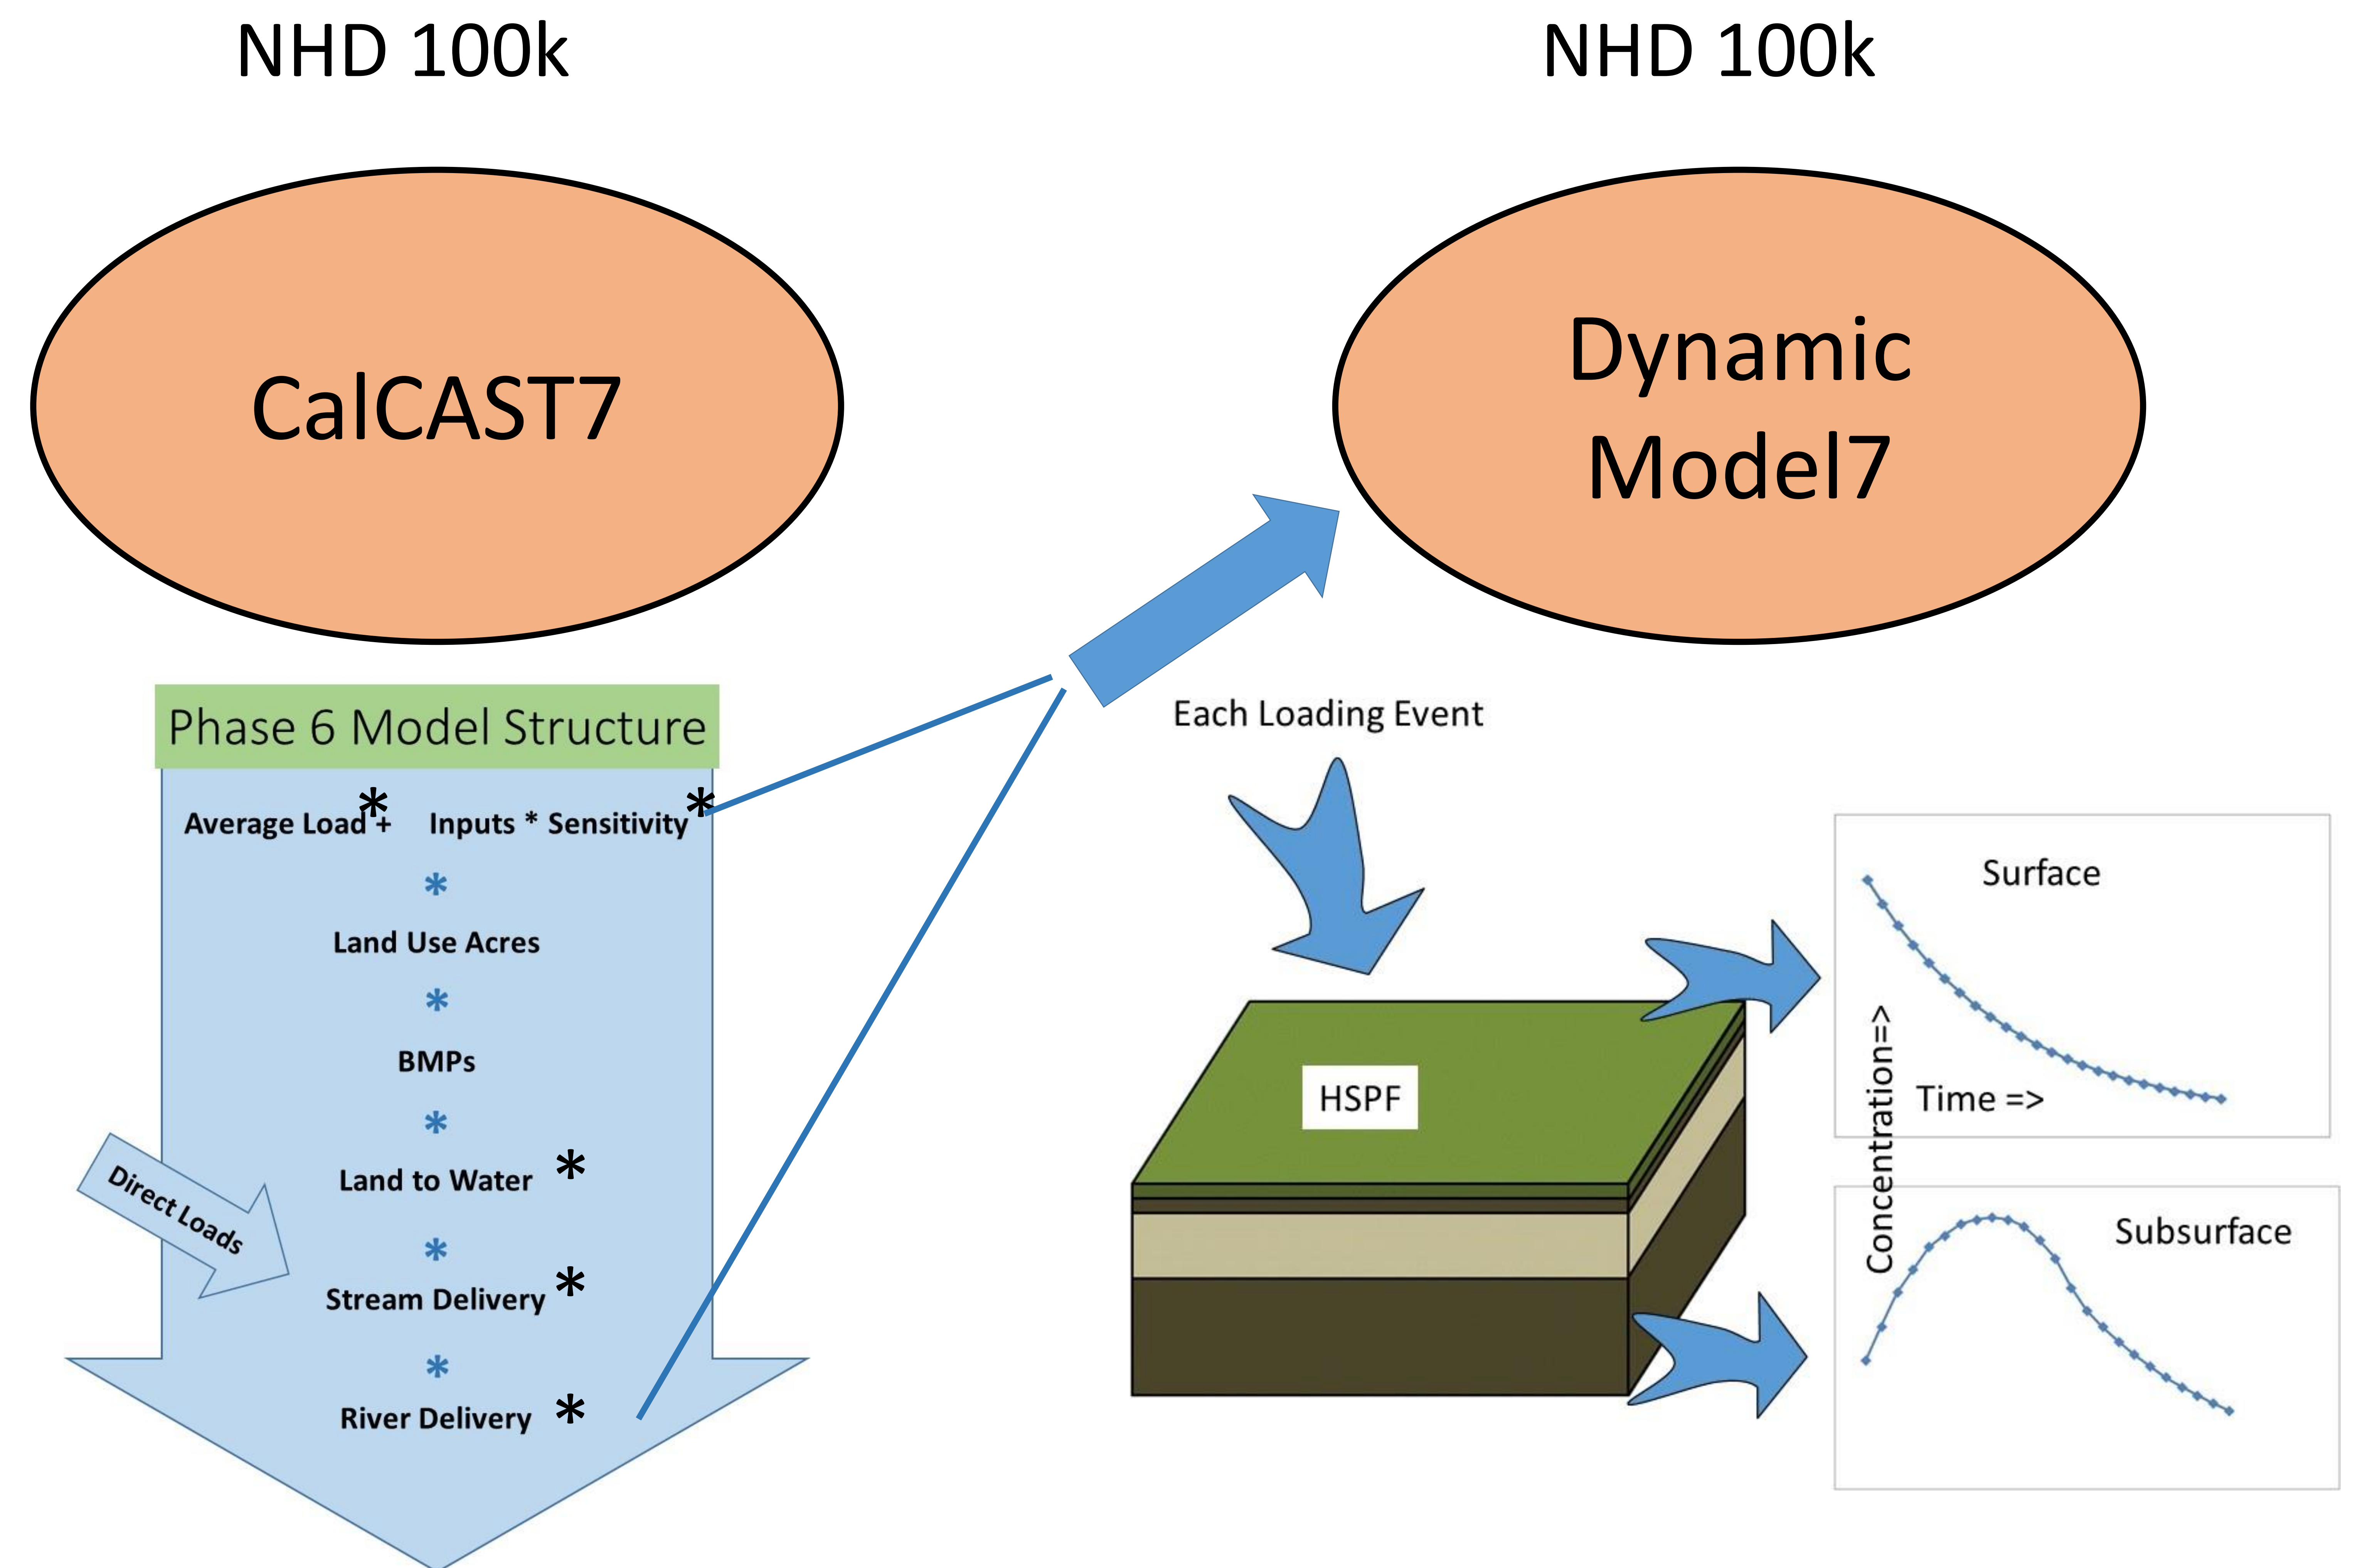 NHD 100k
NHD 100k
CalCAST7
Dynamic
Model7
Phase 6 Model Structure
Average Load * + Inputs * Sensitivity *
*
Land Use Acres
*
BMPs
*
Land to Water *
Direct Loads
*
Stream Delivery *
*
River Delivery *
Each Loading Event
HSPF
Surface
Time =>
Concentration=>
Subsurface